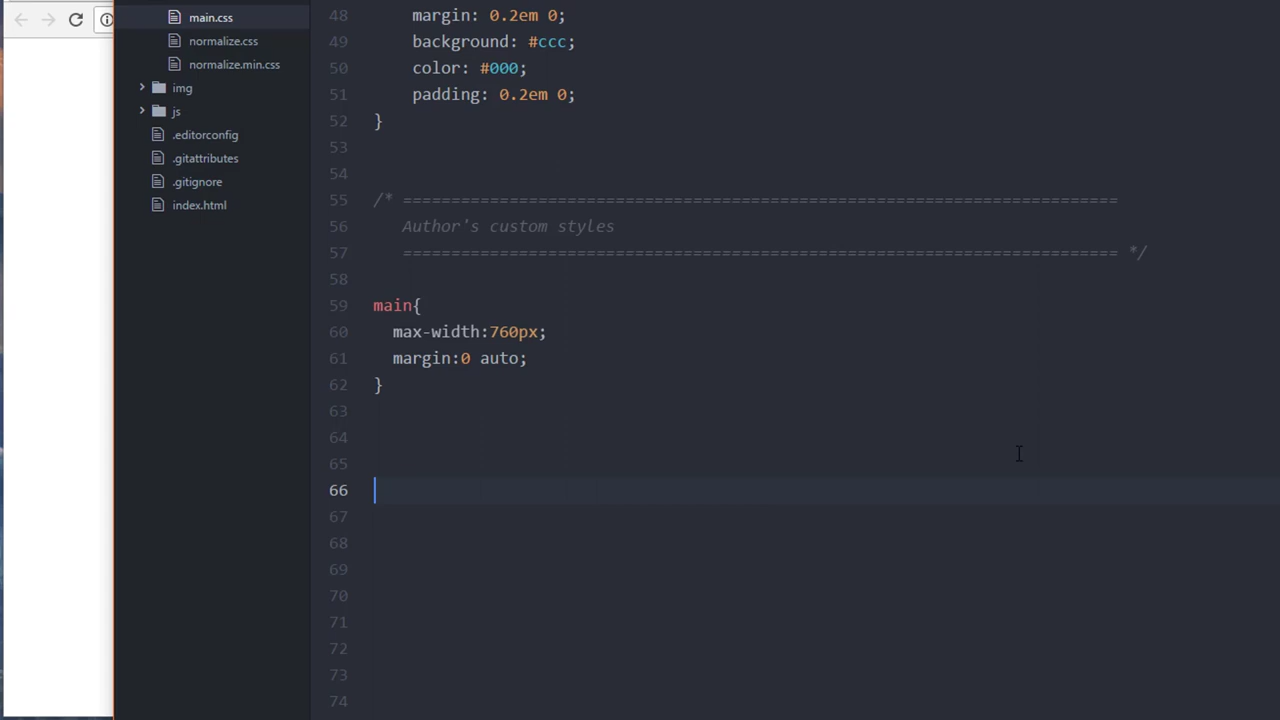 main.css
normalize.css
normalize.min.css
img
js
.editorconfig
.gitattributes
.gitignore
index.html
48 margin: 0.2em 0;
49 background: #ccc;
50 color: #000;
51 padding: 0.2em 0;
52 }
53
54
55 /* ==========================================================================
56 Author's custom styles
57 ========================================================================== */
58
59 main{
60 max-width:760px;
61 margin:0 auto;
62 }
63
64
65
66
67
68
69
70
71
72
73
74